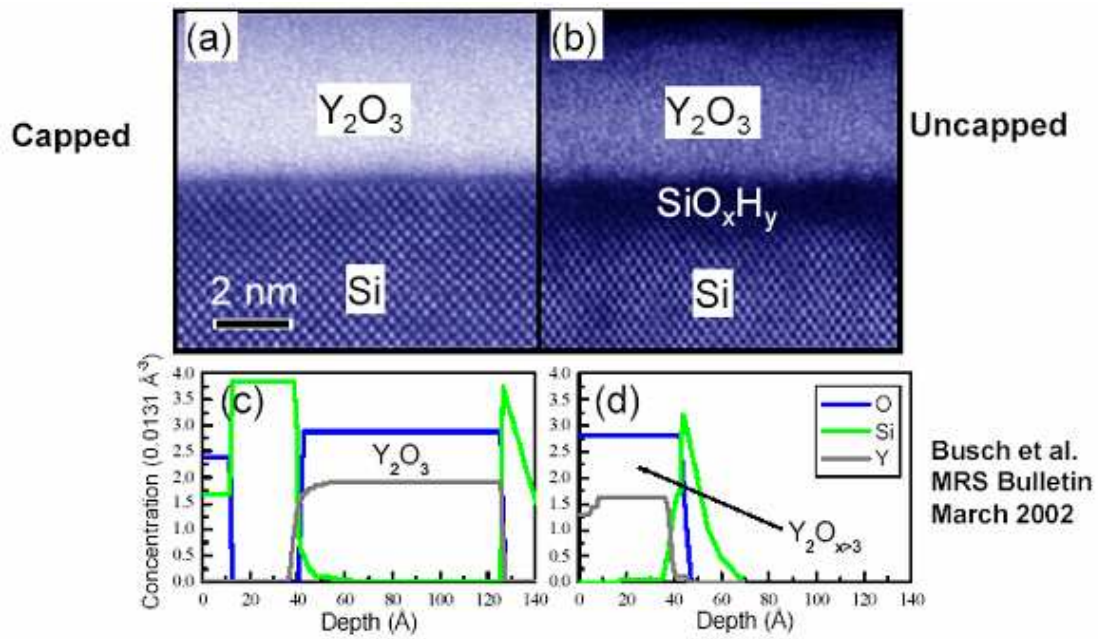 (a)
(b)
Capped
Y₂O₃
Y₂O₃
Uncapped
SiOₓHᵧ
2 nm
Si
Si
Concentration (0.0131 Å⁻³)
4.0
3.5
3.0
2.5
2.0
1.5
1.0
0.5
0.0
(c)
Y₂O₃
0 20 40 60 80 100 120 140
Depth (Å)
4.0
3.5
3.0
2.5
2.0
1.5
1.0
0.5
0.0
(d)
O
Si
Y
Y₂Oₓ>₃
0 20 40 60 80 100 120 140
Depth (Å)
Busch et al.
MRS Bulletin
March 2002